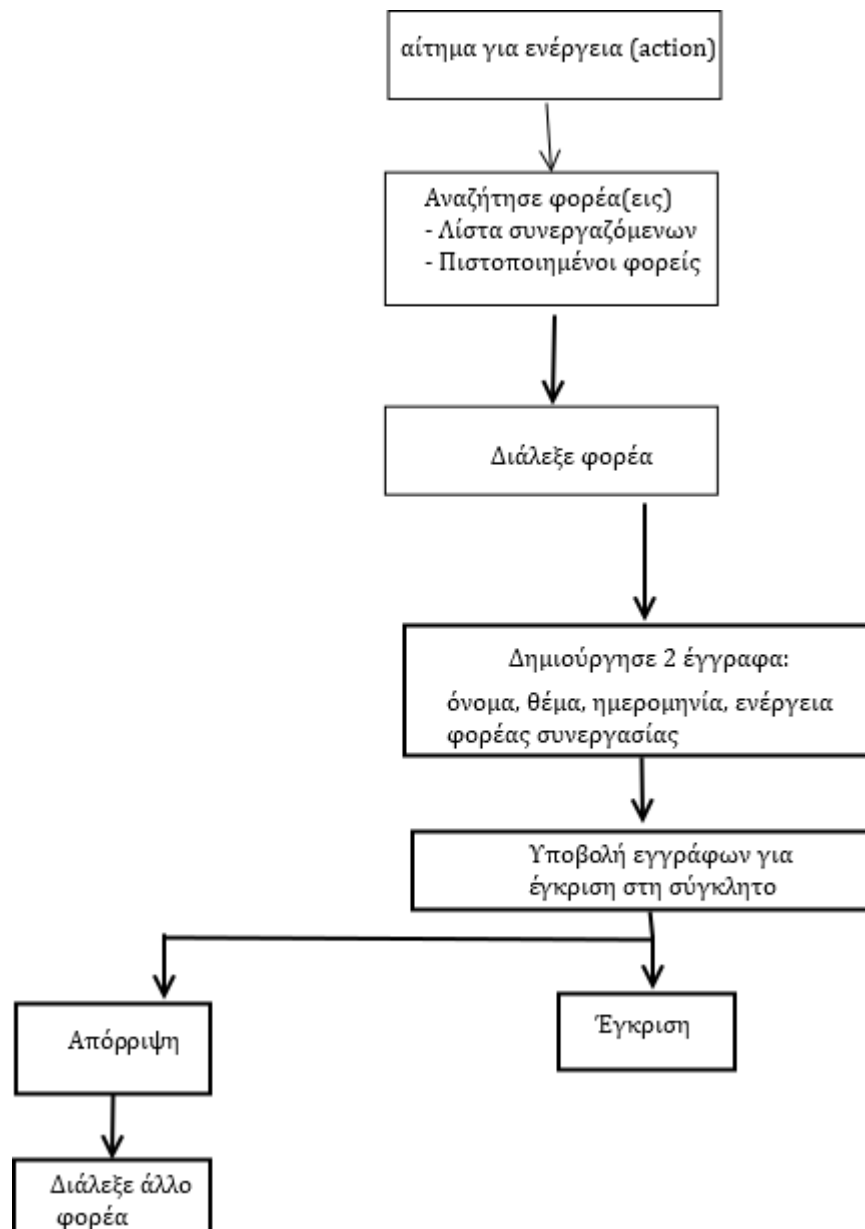 αίτημα για ενέργεια (action)
Αναζήτησε φορέα(εις)
- Λίστα συνεργαζόμενων
- Πιστοποιημένοι φορείς
Διάλεξε φορέα
Δημιούργησε 2 έγγραφα:
όνομα, θέμα, ημερομηνία, ενέργεια
φορέας συνεργασίας
Υποβολή εγγράφων για
έγκριση στη σύγκλητο
Απόρριψη
Έγκριση
Διάλεξε άλλο
φορέα